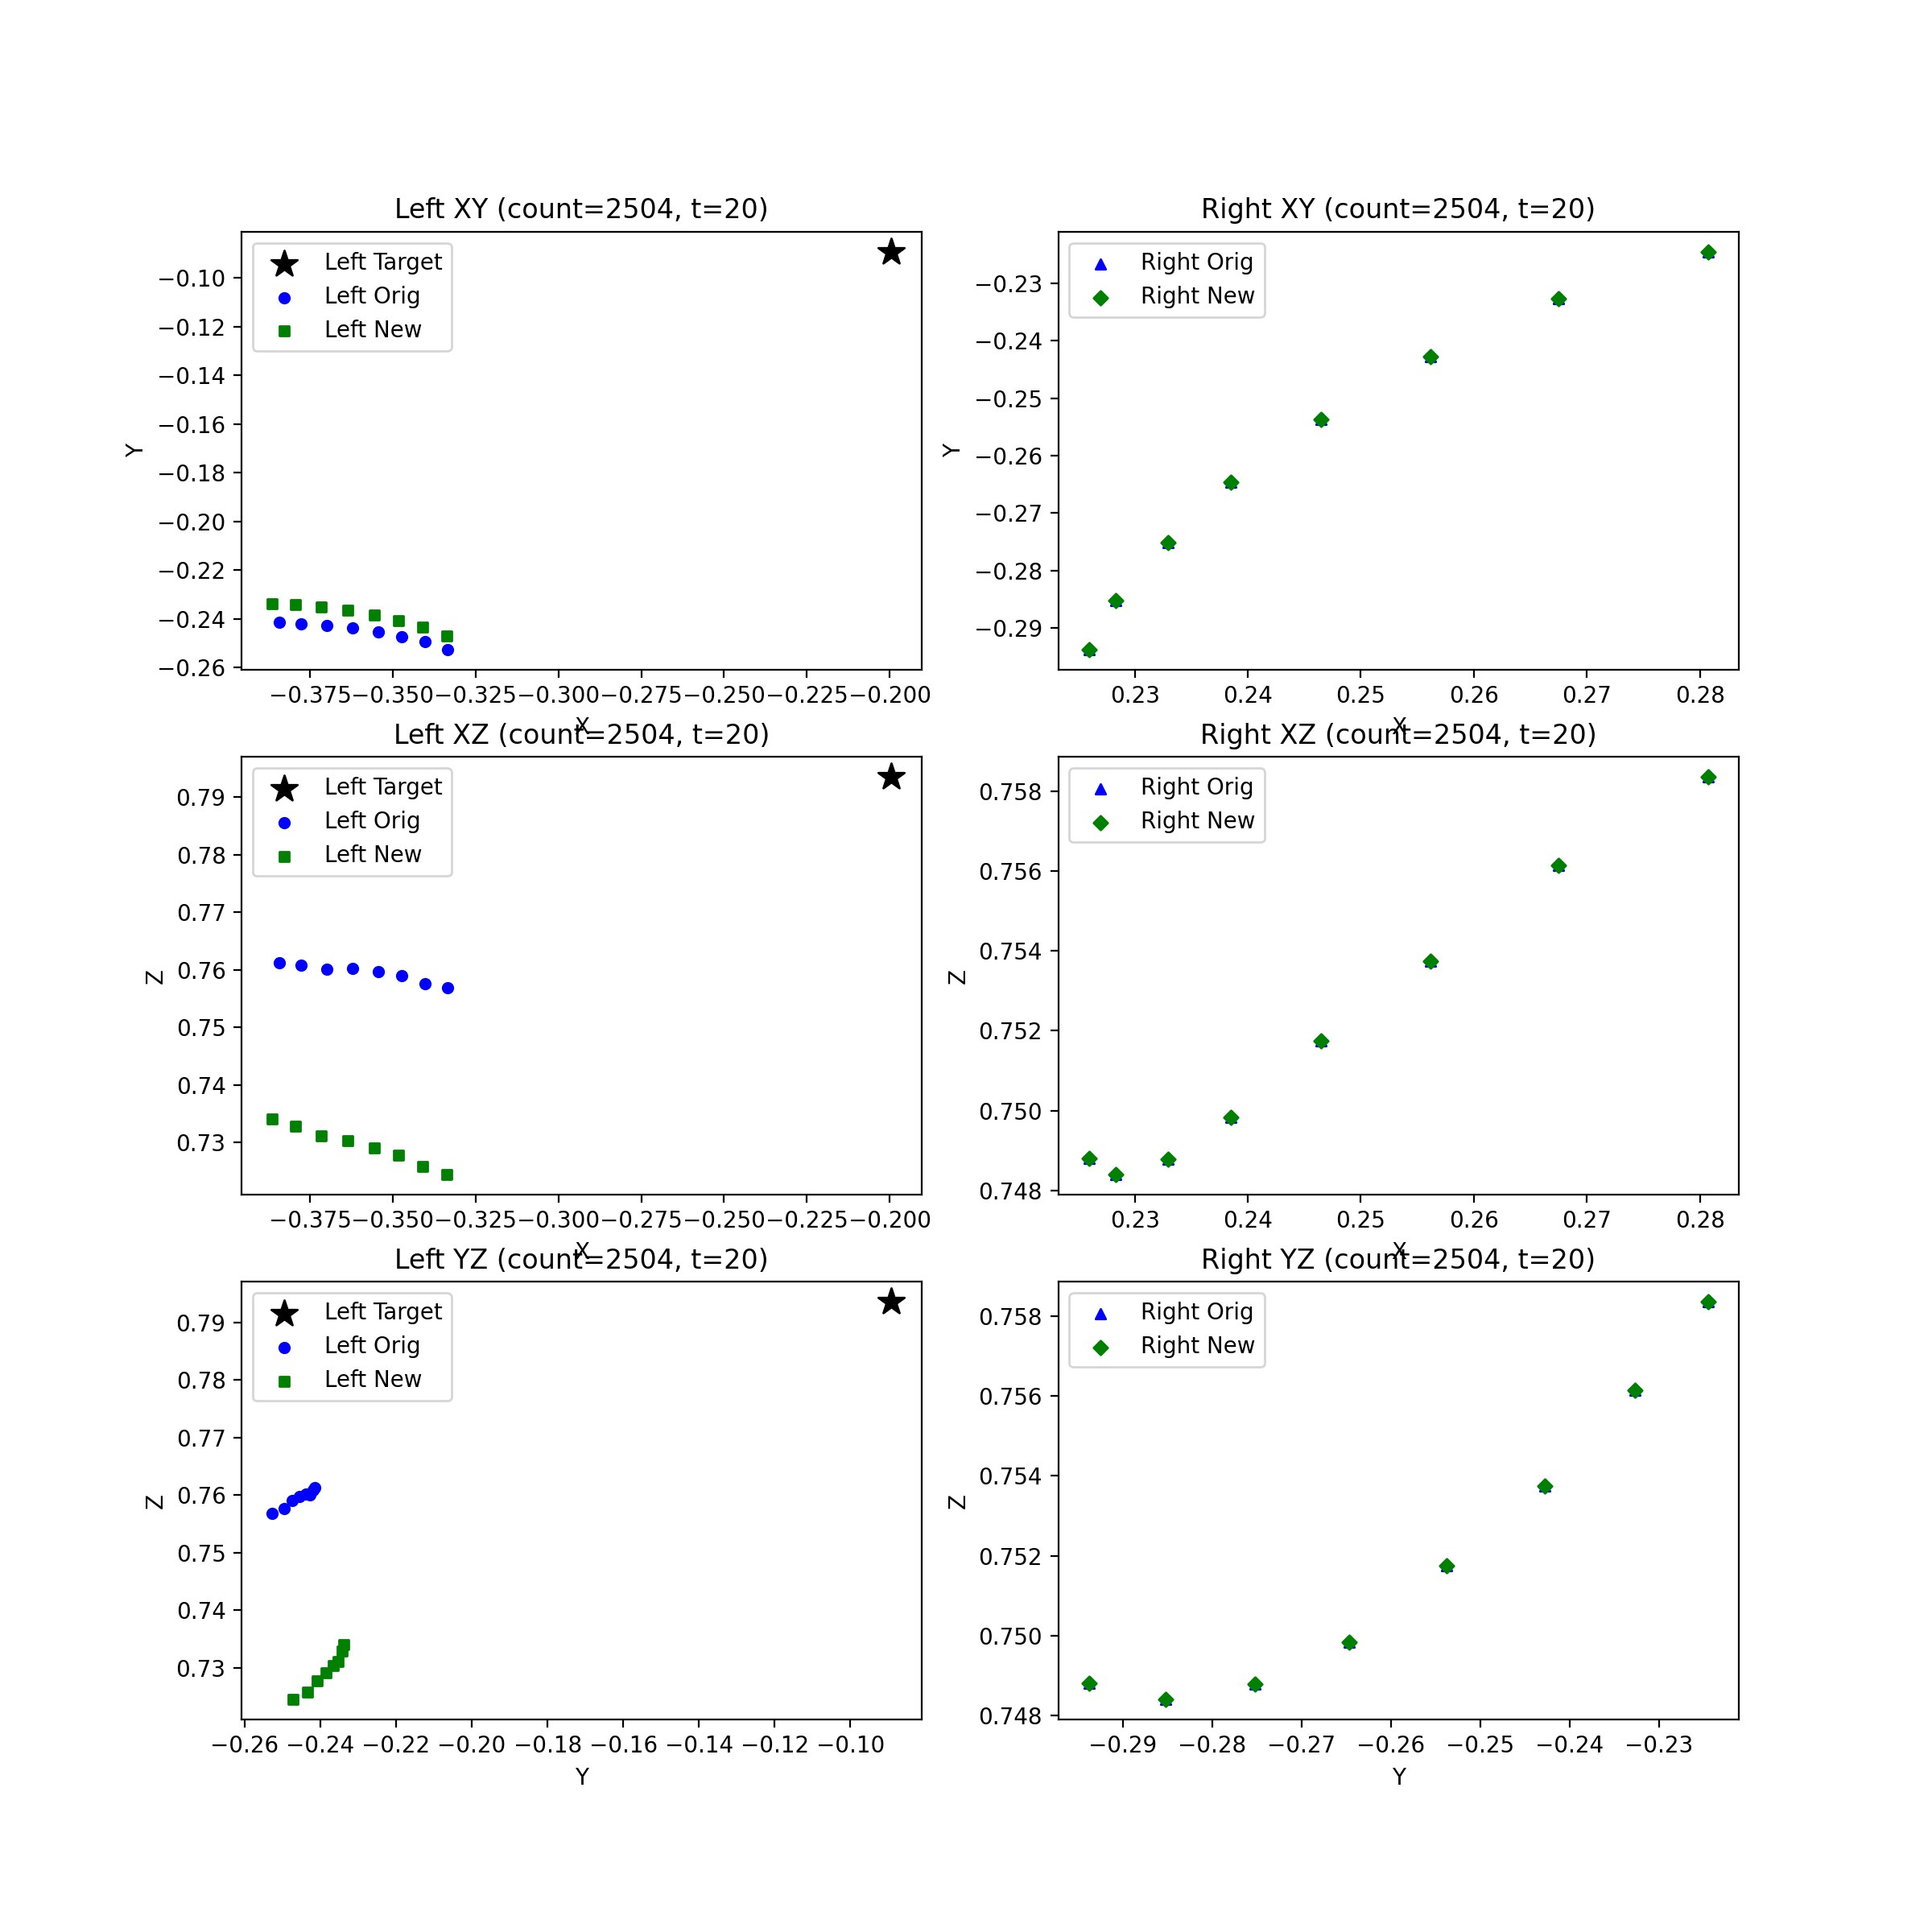 Left XY (count=2504, t=20)
Left Target
Left Orig
Left New
Y
−0.10
−0.12
−0.14
−0.16
−0.18
−0.20
−0.22
−0.24
−0.26
−0.375 −0.350 −0.325 −0.300 −0.275 −0.250 −0.225 −0.200
X
Right XY (count=2504, t=20)
Right Orig
Right New
Y
−0.23
−0.24
−0.25
−0.26
−0.27
−0.28
−0.29
0.23 0.24 0.25 0.26 0.27 0.28
X
Left XZ (count=2504, t=20)
Left Target
Left Orig
Left New
Z
0.79
0.78
0.77
0.76
0.75
0.74
0.73
−0.375 −0.350 −0.325 −0.300 −0.275 −0.250 −0.225 −0.200
X
Right XZ (count=2504, t=20)
Right Orig
Right New
Z
0.758
0.756
0.754
0.752
0.750
0.748
0.23 0.24 0.25 0.26 0.27 0.28
X
Left YZ (count=2504, t=20)
Left Target
Left Orig
Left New
Z
0.79
0.78
0.77
0.76
0.75
0.74
0.73
−0.26 −0.24 −0.22 −0.20 −0.18 −0.16 −0.14 −0.12 −0.10
Y
Right YZ (count=2504, t=20)
Right Orig
Right New
Z
0.758
0.756
0.754
0.752
0.750
0.748
−0.29 −0.28 −0.27 −0.26 −0.25 −0.24 −0.23
Y